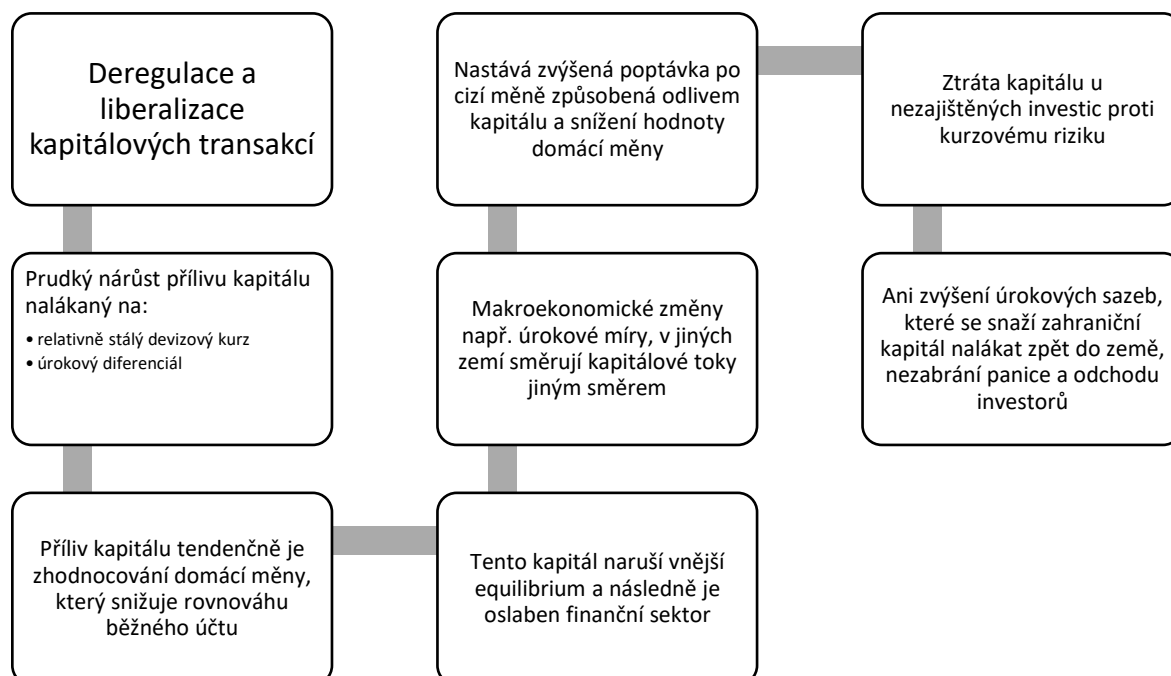 Deregulace a
liberalizace
kapitálových transakcí
Prudký nárůst přílivu kapitálu
nalákaný na:
• relativně stálý devizový kurz
• úrokový diferenciál
Příliv kapitálu tendenčně je
zhodnocování domácí měny,
který snižuje rovnováhu
běžného účtu
Tento kapitál naruší vnější
equilibrium a následně je
oslaben finanční sektor
Makroekonomické změny
např. úrokové míry, v jiných
zemí směrují kapitálové toky
jiným směrem
Nastává zvýšená poptávka po
cizí měně způsobená odlivem
kapitálu a snížení hodnoty
domácí měny
Ztráta kapitálu u
nezajištěných investic proti
kurzovému riziku
Ani zvýšení úrokových sazeb,
které se snaží zahraniční
kapitál nalákat zpět do země,
nezabrání panice a odchodu
investorů